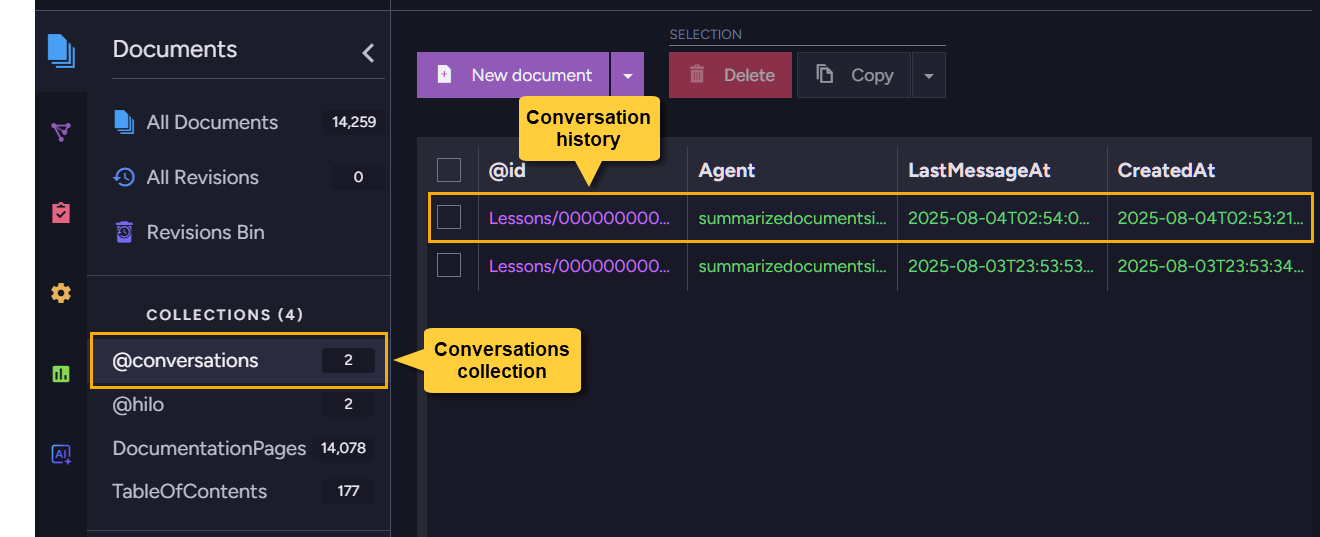 Documents
All Documents 14,259
All Revisions 0
Revisions Bin
COLLECTIONS (4)
@conversations 2
@hilo 2
DocumentationPages 14,078
TableOfContents 177
AI
SELECTION
New document Delete Copy
Conversation
history
@id Agent LastMessageAt CreatedAt
Lessons/000000000... summarizedocumentsi... 2025-08-04T02:54:0... 2025-08-04T02:53:21...
Lessons/000000000... summarizedocumentsi... 2025-08-03T23:53:53... 2025-08-03T23:53:34...
Conversations
collection